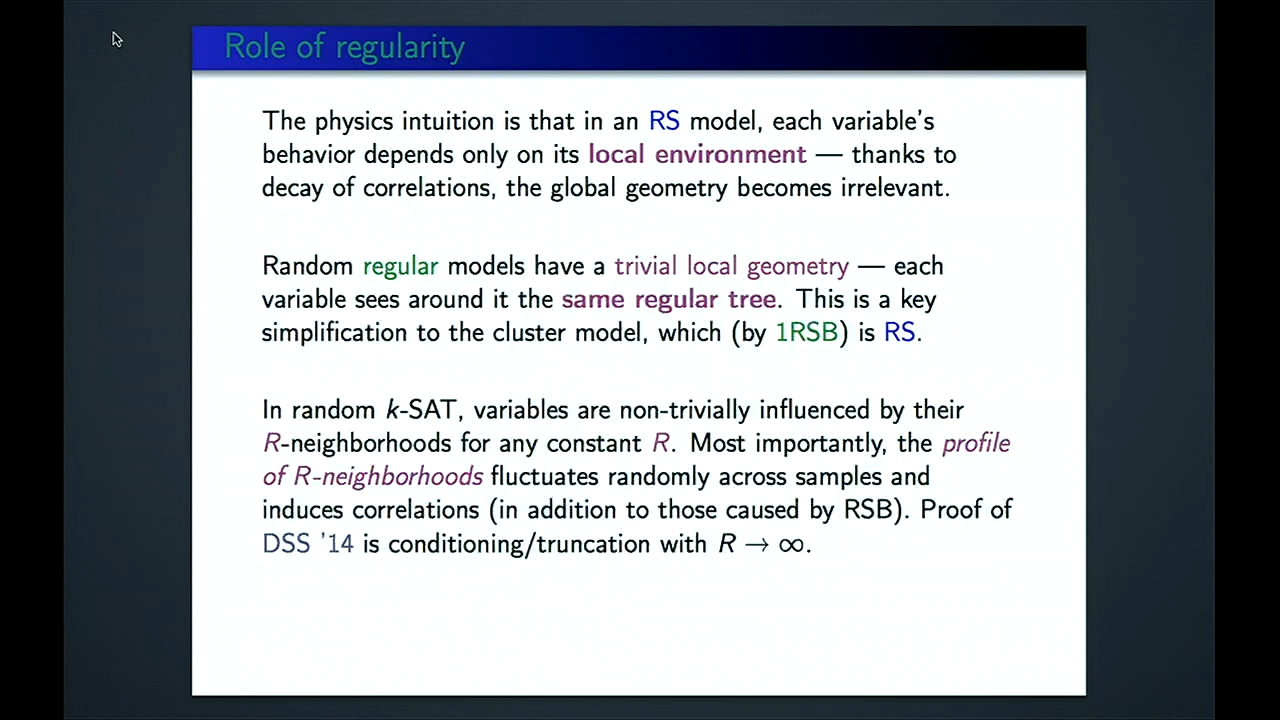 Role of regularity
The physics intuition is that in an RS model, each variable's
behavior depends only on its local environment — thanks to
decay of correlations, the global geometry becomes irrelevant.
Random regular models have a trivial local geometry — each
variable sees around it the same regular tree. This is a key
simplification to the cluster model, which (by 1RSB) is RS.
In random k-SAT, variables are non-trivially influenced by their
R-neighborhoods for any constant R. Most importantly, the profile
of R-neighborhoods fluctuates randomly across samples and
induces correlations (in addition to those caused by RSB). Proof of
DSS '14 is conditioning/truncation with R → ∞.